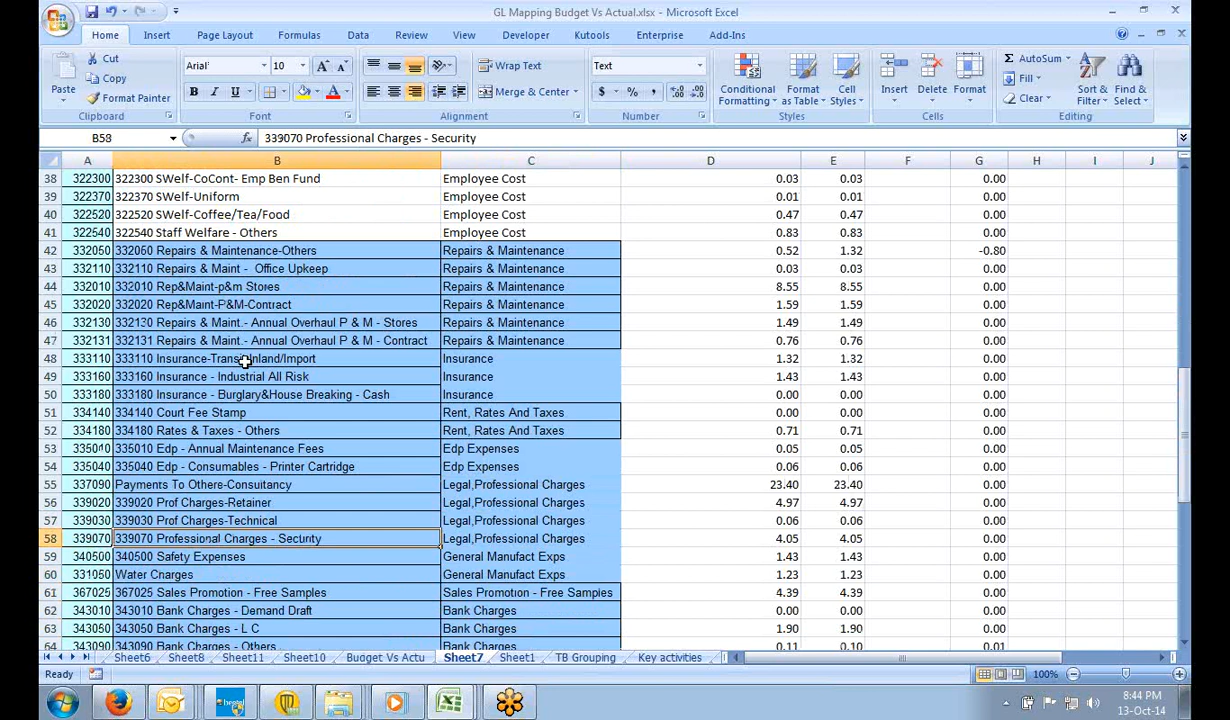 GL Mapping Budget Vs Actual.xlsx - Microsoft Excel
Home Insert Page Layout Formulas Data Review View Developer Kutools Enterprise Add-Ins
Paste
Cut
Copy
Format Painter
Clipboard
Arial 10
B I U
Font
Wrap Text
Merge & Center
Alignment
Text
$ % ,
Number
Conditional Formatting
Format as Table
Cell Styles
Styles
Insert Delete Format
Cells
AutoSum
Fill
Clear
Sort & Filter
Find & Select
Editing
B58 fx 339070 Professional Charges - Security
A B C D E F G H I J
38 322300 322300 SWelf-CoCont- Emp Ben Fund Employee Cost 0.03 0.03 0.00
39 322370 322370 SWelf-Uniform Employee Cost 0.01 0.01 0.00
40 322520 322520 SWelf-Coffee/Tea/Food Employee Cost 0.47 0.47 0.00
41 322540 322540 Staff Welfare - Others Employee Cost 0.83 0.83 0.00
42 332050 332060 Repairs & Maintenance-Others Repairs & Maintenance 0.52 1.32 -0.80
43 332110 332110 Repairs & Maint - Office Upkeep Repairs & Maintenance 0.03 0.03 0.00
44 332010 332010 Rep&Maint-p&m Stores Repairs & Maintenance 8.55 8.55 0.00
45 332020 332020 Rep&Maint-P&M-Contract Repairs & Maintenance 1.59 1.59 0.00
46 332130 332130 Repairs & Maint.- Annual Overhaul P & M - Stores Repairs & Maintenance 1.49 1.49 0.00
47 332131 332131 Repairs & Maint.- Annual Overhaul P & M - Contract Repairs & Maintenance 0.76 0.76 0.00
48 333110 333110 Insurance-Trans Inland/Import Insurance 1.32 1.32 0.00
49 333160 333160 Insurance - Industrial All Risk Insurance 1.43 1.43 0.00
50 333180 333180 Insurance - Burglary&House Breaking - Cash Insurance 0.00 0.00 0.00
51 334140 334140 Court Fee Stamp Rent, Rates And Taxes 0.00 0.00 0.00
52 334180 334180 Rates & Taxes - Others Rent, Rates And Taxes 0.71 0.71 0.00
53 335010 335010 Edp - Annual Maintenance Fees Edp Expenses 0.05 0.05 0.00
54 335040 335040 Edp - Consumables - Printer Cartridge Edp Expenses 0.06 0.06 0.00
55 337090 Payments To Othere-Consuitancy Legal,Professional Charges 23.40 23.40 0.00
56 339020 339020 Prof Charges-Retainer Legal,Professional Charges 4.97 4.97 0.00
57 339030 339030 Prof Charges-Technical Legal,Professional Charges 0.06 0.06 0.00
58 339070 339070 Professional Charges - Security Legal,Professional Charges 4.05 4.05 0.00
59 340500 340500 Safety Expenses General Manufact Exps 1.43 1.43 0.00
60 331050 Water Charges General Manufact Exps 1.23 1.23 0.00
61 367025 367025 Sales Promotion - Free Samples Sales Promotion - Free Samples 4.39 4.39 0.00
62 343010 343010 Bank Charges - Demand Draft Bank Charges 0.00 0.00 0.00
63 343050 343050 Bank Charges - L C Bank Charges 1.90 1.90 0.00
64 343090 343090 Bank Charges - Others Bank Charges 0.11 0.10 0.01
Sheet6 Sheet8 Sheet11 Sheet10 Budget Vs Actu Sheet7 Sheet1 TB Grouping Key activities
Ready 100%
8:44 PM
13-Oct-14